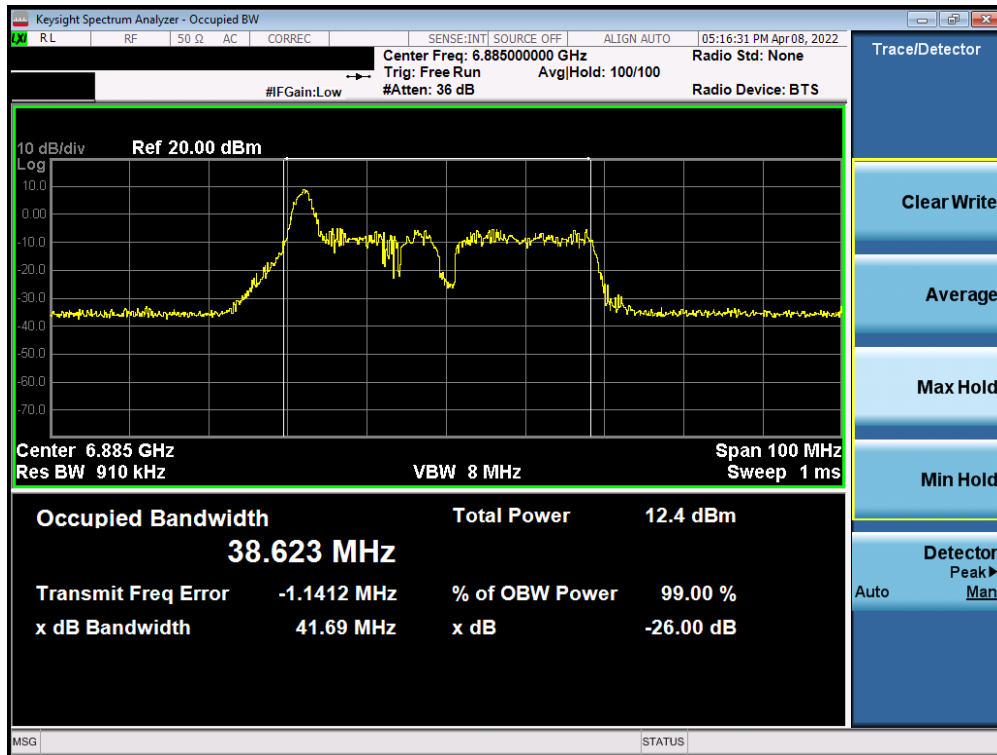 Keysight Spectrum Analyzer - Occupied BW
LXI RL RF 50 Ω AC CORREC SENSE:INT SOURCE OFF ALIGN AUTO 05:16:31 PM Apr 08, 2022
Center Freq: 6.885000000 GHz Radio Std: None
Trig: Free Run Avg|Hold: 100/100
#IFGain:Low #Atten: 36 dB Radio Device: BTS
10 dB/div Ref 20.00 dBm
Log
10.0
0.00
-10.0
-20.0
-30.0
-40.0
-50.0
-60.0
-70.0
Center 6.885 GHz Span 100 MHz
Res BW 910 kHz VBW 8 MHz Sweep 1 ms
Occupied Bandwidth Total Power 12.4 dBm
38.623 MHz
Transmit Freq Error -1.1412 MHz % of OBW Power 99.00 %
x dB Bandwidth 41.69 MHz x dB -26.00 dB
MSG STATUS
Trace/Detector
Clear Write
Average
Max Hold
Min Hold
Detector
Peak▶
Auto Man